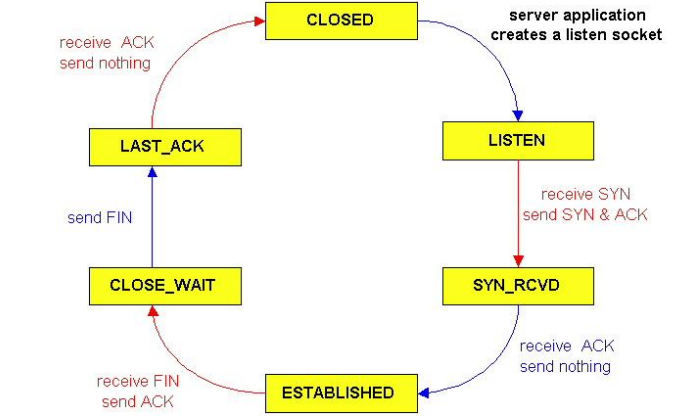 CLOSED
server application
creates a listen socket
receive ACK
send nothing
LAST_ACK
LISTEN
receive SYN
send SYN & ACK
send FIN
CLOSE_WAIT
SYN_RCVD
receive ACK
send nothing
receive FIN
send ACK
ESTABLISHED